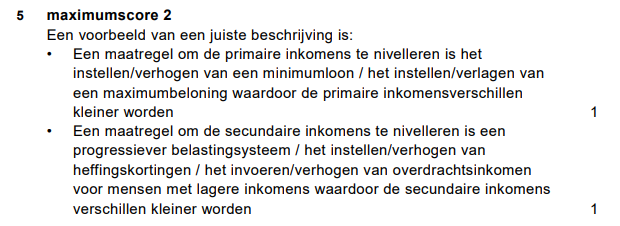 5 maximumscore 2
Een voorbeeld van een juiste beschrijving is:
• Een maatregel om de primaire inkomens te nivelleren is het
instellen/verhogen van een minimumloon / het instellen/verlagen van
een maximumbeloning waardoor de primaire inkomensverschillen
kleiner worden 1
• Een maatregel om de secundaire inkomens te nivelleren is een
progressiever belastingsysteem / het instellen/verhogen van
heffingskortingen / het invoeren/verhogen van overdrachtsinkomen
voor mensen met lagere inkomens waardoor de secundaire inkomens
verschillen kleiner worden 1